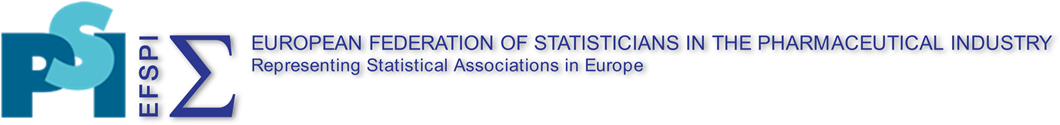 PSI
EFSPI
Σ
EUROPEAN FEDERATION OF STATISTICIANS IN THE PHARMACEUTICAL INDUSTRY
Representing Statistical Associations in Europe